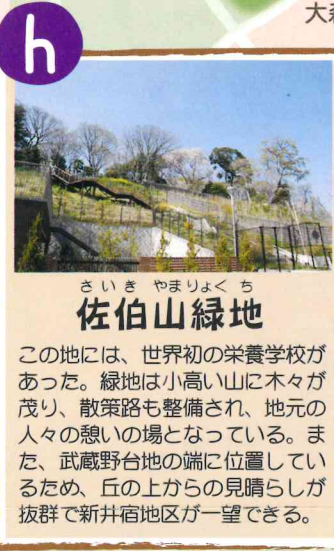 大森
h
さいき やまりょくち
佐伯山緑地
この地には、世界初の栄養学校が
あった。緑地は小高い山に木々が
茂り、散策路も整備され、地元の
人々の憩いの場となっている。ま
た、武蔵野台地の端に位置してい
るため、丘の上からの見晴らしが
抜群で新井宿地区が一望できる。